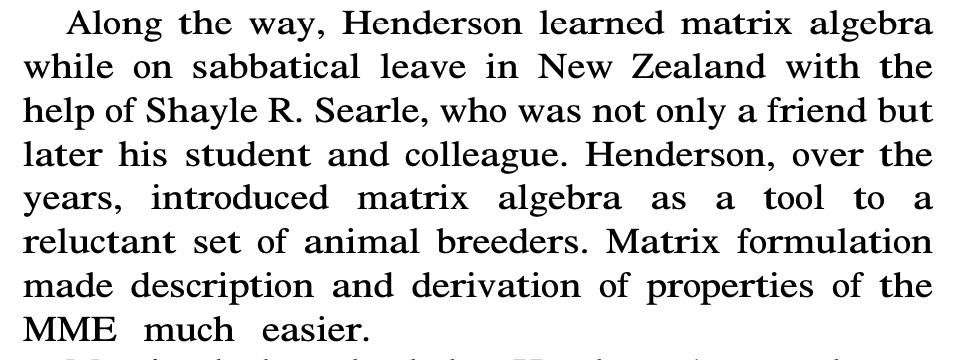 Along the way, Henderson learned matrix algebra
while on sabbatical leave in New Zealand with the
help of Shayle R. Searle, who was not only a friend but
later his student and colleague. Henderson, over the
years, introduced matrix algebra as a tool to a
reluctant set of animal breeders. Matrix formulation
made description and derivation of properties of the
MME much easier.